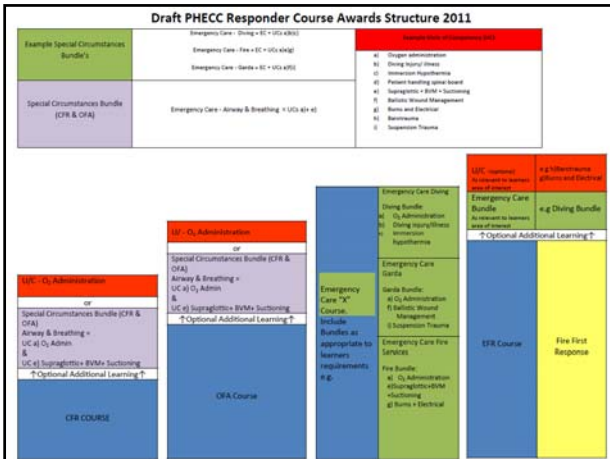 Draft PHECC Responder Course Awards Structure 2011
Example Special Circumstances
Bundle's
Emergency Care - Diving = EC + UCs a)b)c)
Emergency Care - Fire = EC + UCs a)e)g)
Emergency Care - Garda = EC + UCs a)f)i)
Special Circumstances Bundle
(CFR & OFA)
Emergency Care - Airway & Breathing = UCs a)+ e)
Example Units of Competency (UC)
a) Oxygen administration
b) Diving Injury/ illness
c) Immersion Hypothermia
d) Patient handling spinal board
e) Supraglottic + BVM + Suctioning
f) Ballistic Wound Management
g) Burns and Electrical
h) Barotrauma
i) Suspension Trauma
U/C - O₂ Administration
or
Special Circumstances Bundle (CFR &
OFA)
Airway & Breathing =
UC a) O₂ Admin
&
UC e) Supraglottic+ BVM+ Suctioning
↑Optional Additional Learning↑
CFR COURSE
U/ - O₂ Administration
or
Special Circumstances Bundle (CFR &
OFA)
Airway & Breathing =
UC a) O₂ Admin
&
UC e) Supraglottic+ BVM+ Suctioning
↑Optional Additional Learning↑
OFA Course
Emergency
Care "X"
Course.
Include
Bundles as
appropriate to
learners
requirements
e.g.
Emergency Care Diving
Diving Bundle:
a) O₂ Administration
b) Diving injury/illness
c) Immersion
hypothermia
Emergency Care
Garda
Garda Bundle:
a) O₂ Administration
f) Ballistic Wound
Management
i) Suspension Trauma
Emergency Care Fire
Services
Fire Bundle:
a) O₂ Administration
e)Supraglottic+BVM
+Suctioning
g) Burns + Electrical
U/C -(optional)
As relevant to learners
area of interest
e.g h)Barotrauma
g)Burns and Electrical
Emergency Care
Bundle
As relevant to learners
area of interest
e.g Diving Bundle
↑Optional Additional Learning↑
EFR Course
Fire First
Response